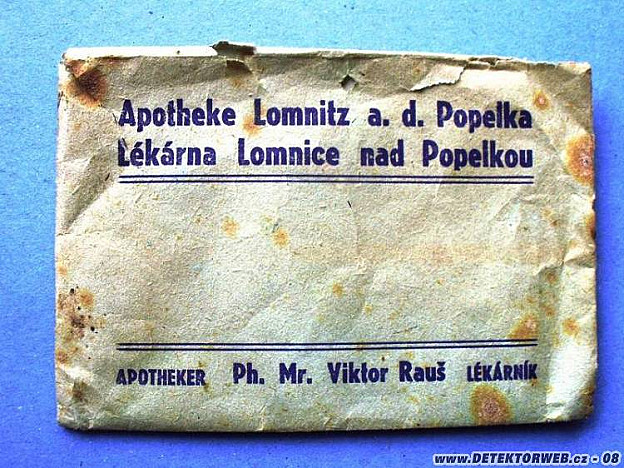 Apotheke Lomnitz a. d. Popelka
Lékárna Lomnice nad Popelkou
APOTHEKER Ph. Mr. Viktor Rauš LÉKÁRNÍK
www.DETEKTORWEB.cz - 08